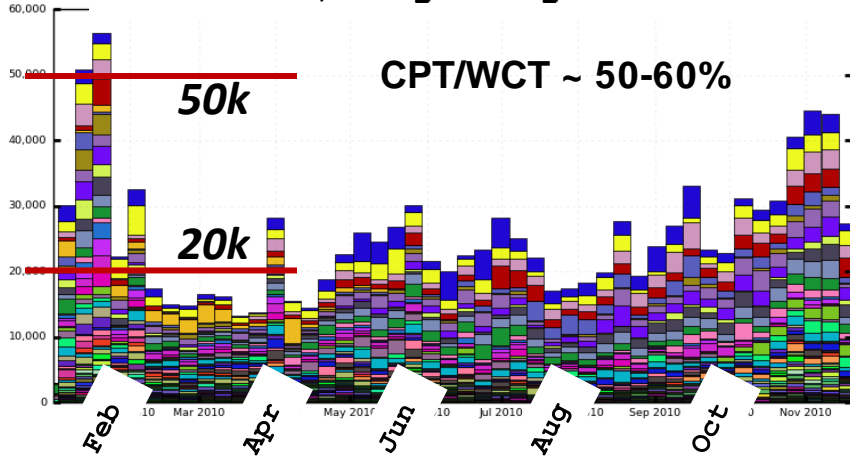 60,000
50,000
40,000
30,000
20,000
10,000
0
CPT/WCT ~ 50-60%
50k
20k
Mar 2010
May 2010
Jul 2010
Sep 2010
Nov 2010
Feb
Apr
Jun
Aug
Oct